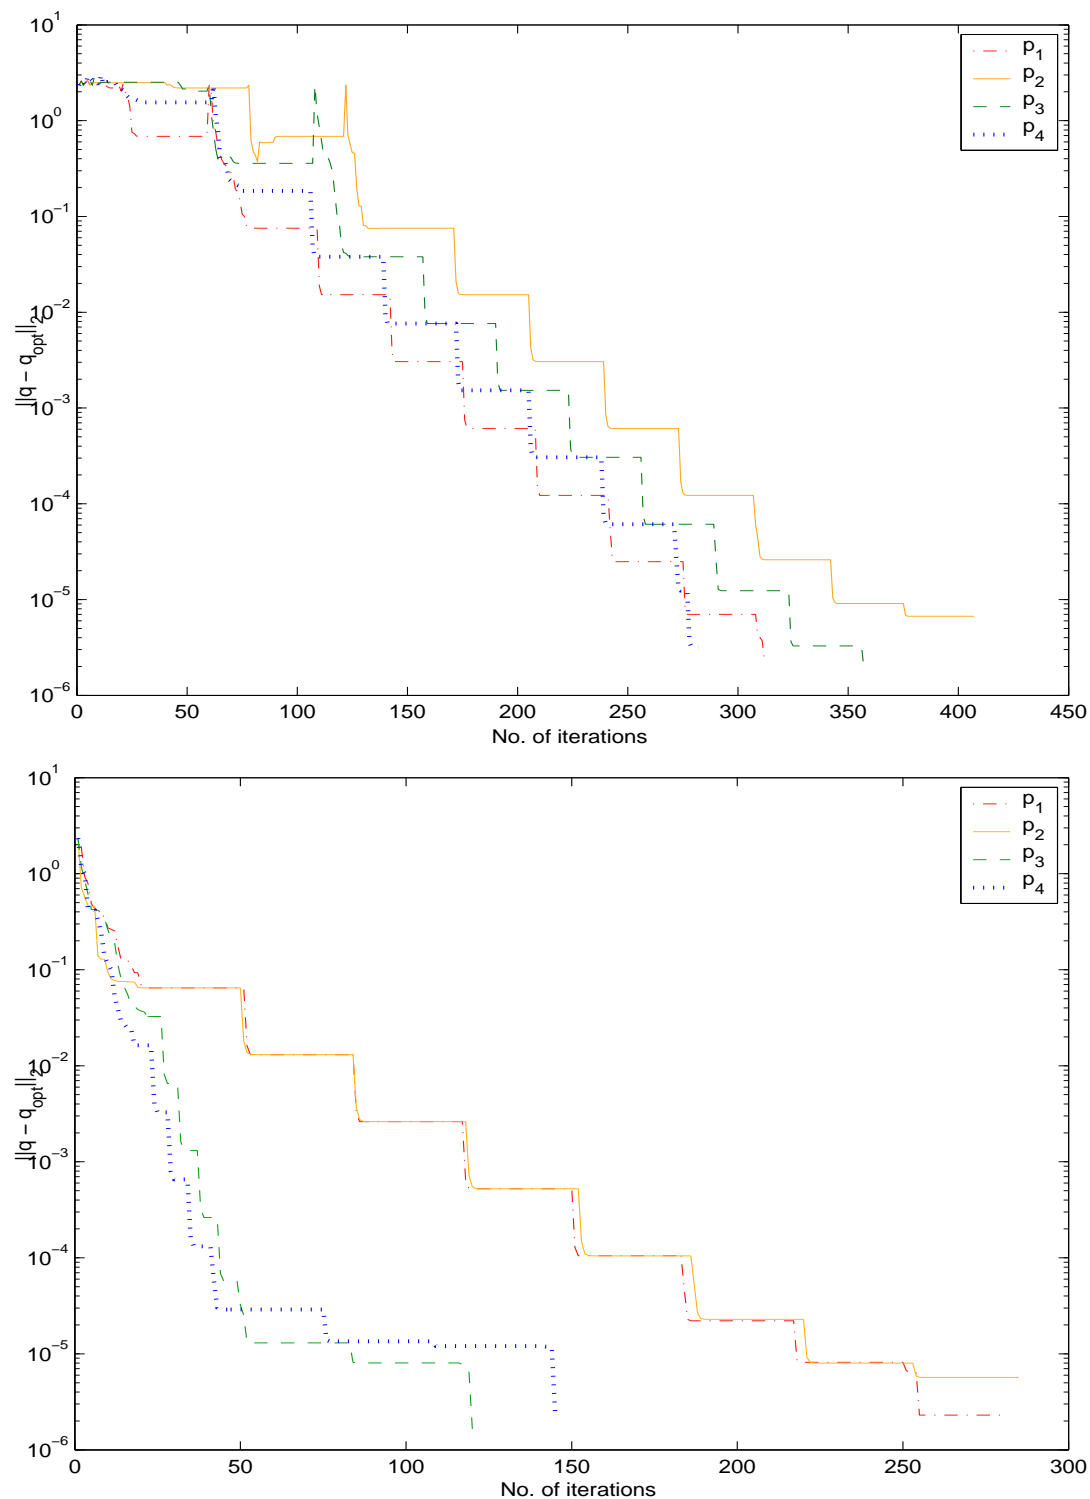 10^1
10^0
10^−1
10^−2
10^−3
10^−4
10^−5
10^−6
||q − q_opt||_2
0 50 100 150 200 250 300 350 400 450
No. of iterations
p_1
p_2
p_3
p_4
10^1
10^0
10^−1
10^−2
10^−3
10^−4
10^−5
10^−6
||q − q_opt||_2
0 50 100 150 200 250 300
No. of iterations
p_1
p_2
p_3
p_4